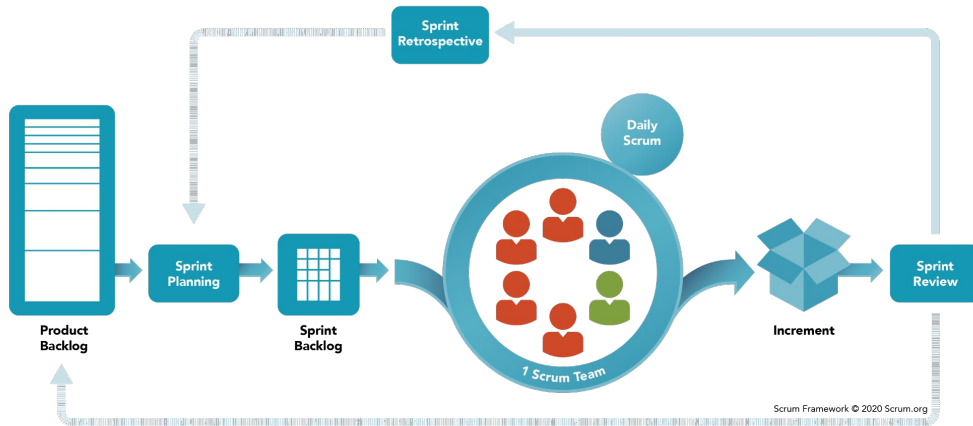 Sprint
Retrospective
Daily
Scrum
Sprint
Planning
Sprint
Review
Product
Backlog
Sprint
Backlog
1 Scrum Team
Increment
Scrum Framework © 2020 Scrum.org